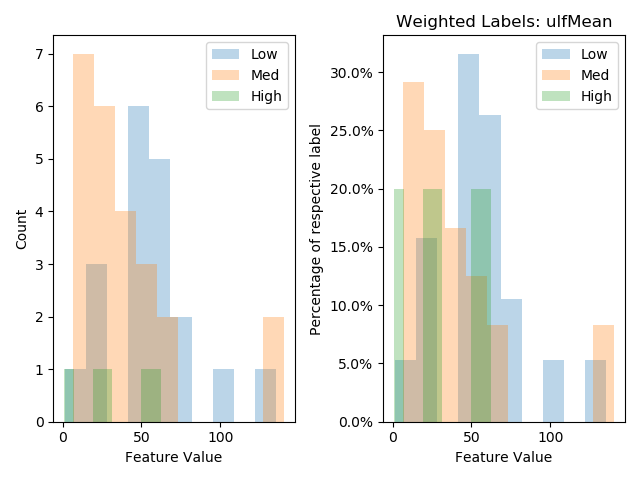 Weighted Labels: ulfMean
Low
Med
High
7
6
5
4
3
2
1
0
Count
0
50
100
Feature Value
Low
Med
High
30.0%
25.0%
20.0%
15.0%
10.0%
5.0%
0.0%
Percentage of respective label
0
50
100
Feature Value